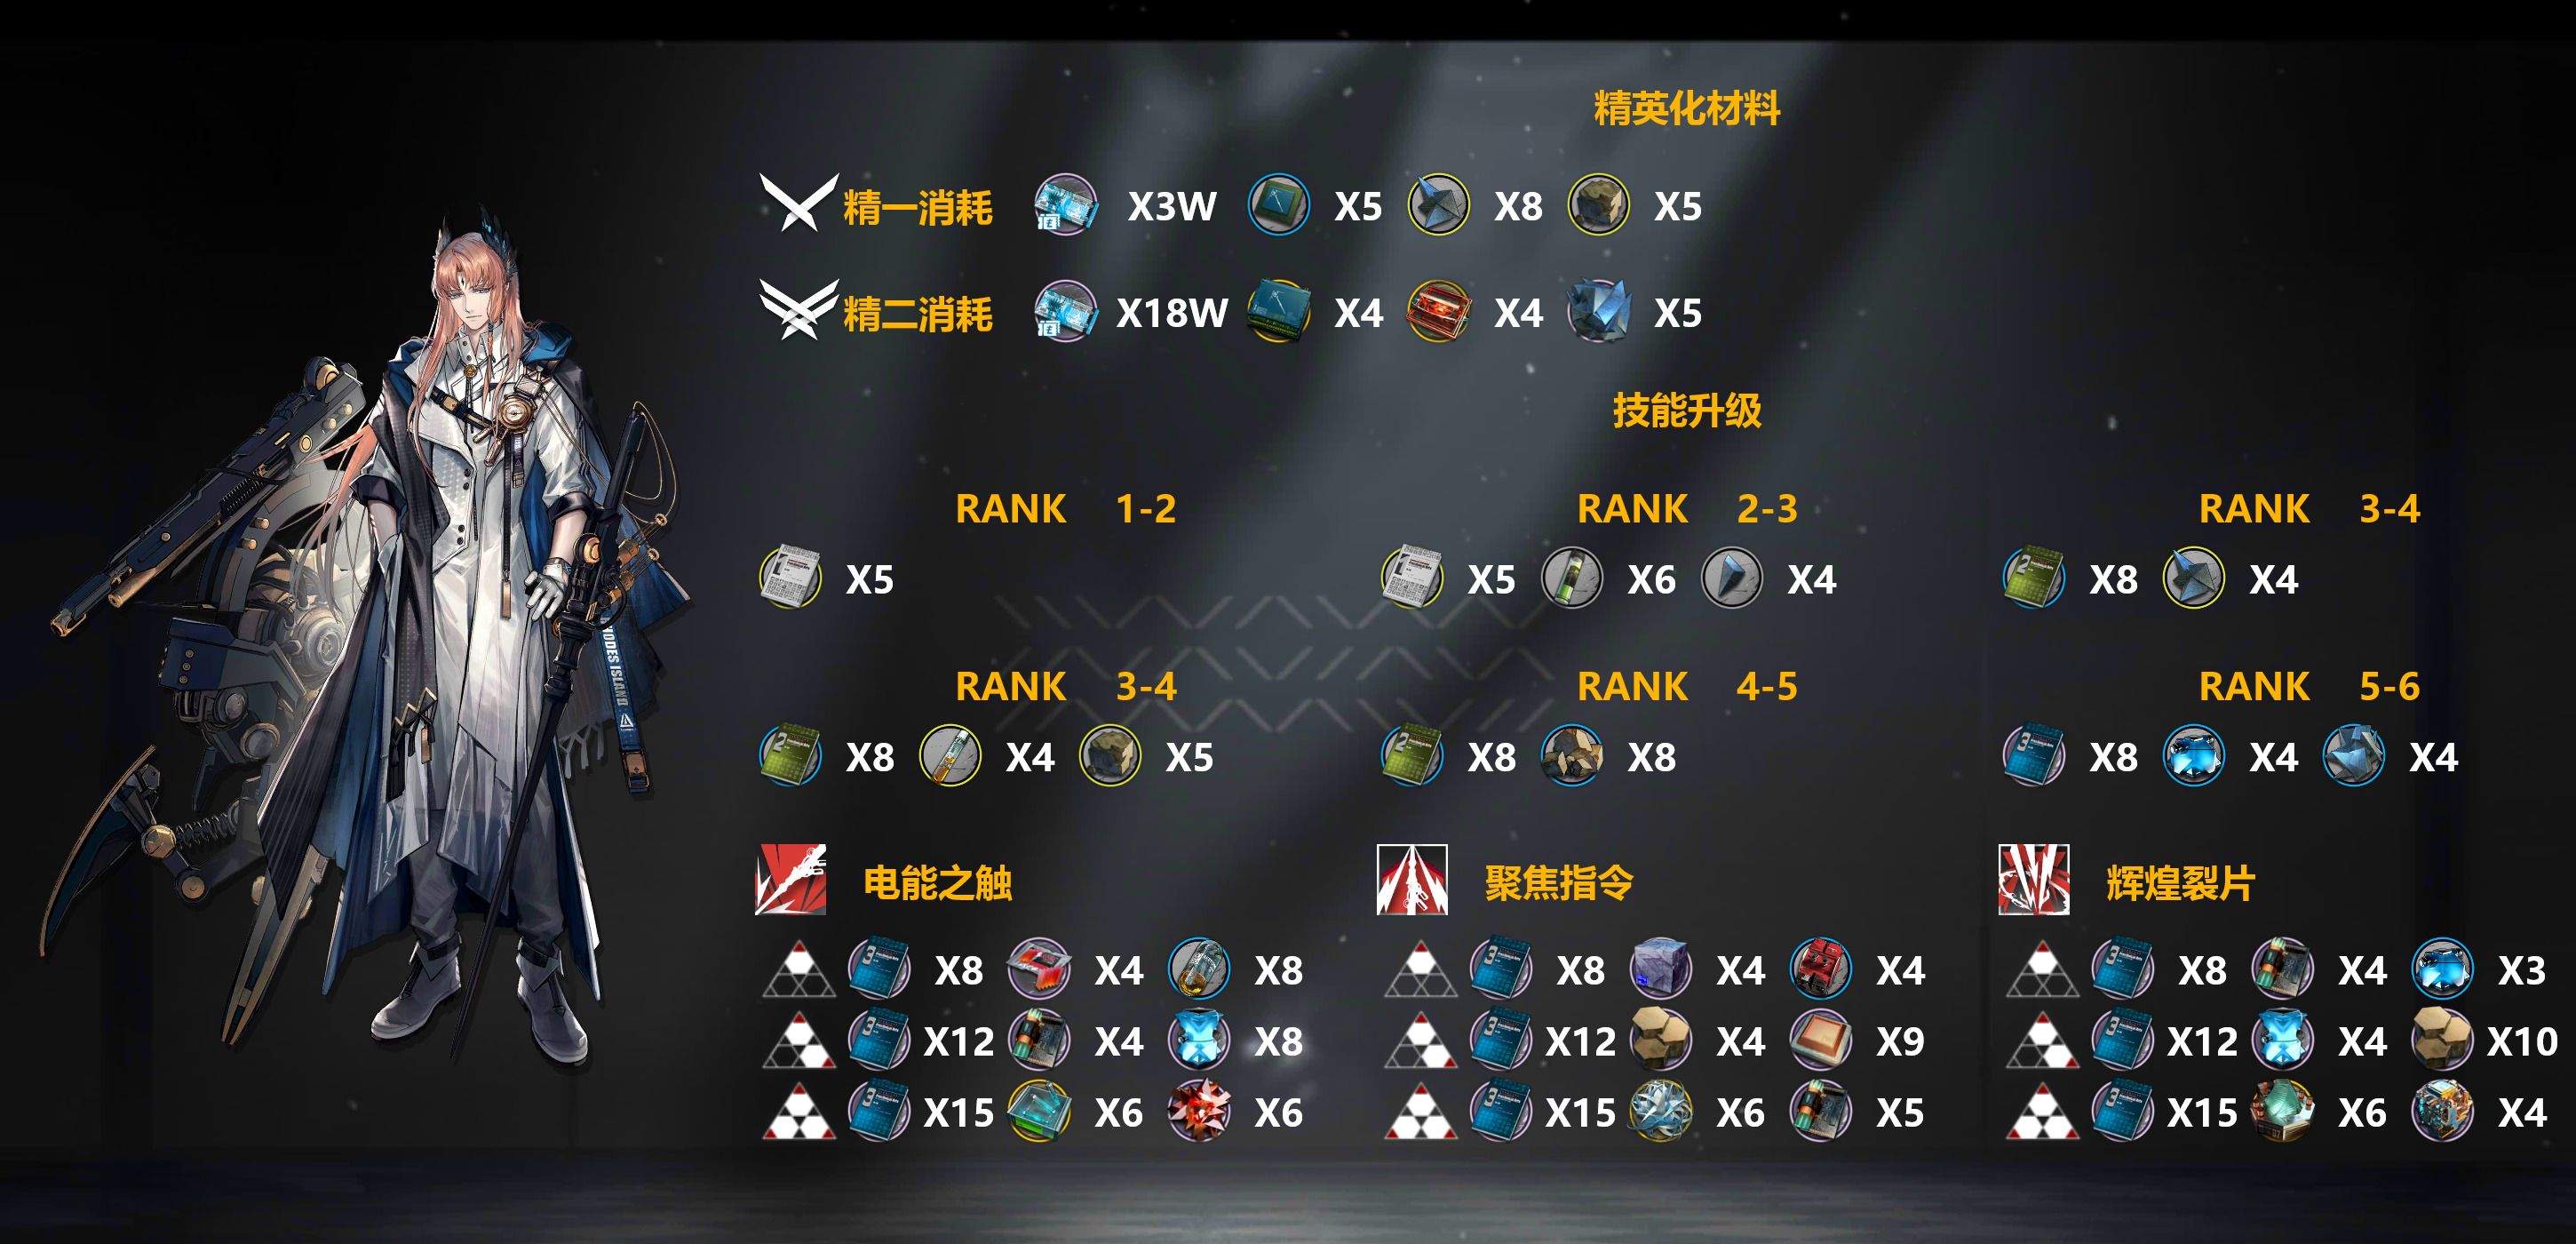 精英化材料
精一消耗 X3W X5 X8 X5
精二消耗 X18W X4 X4 X5
技能升级
RANK 1-2 RANK 2-3 RANK 3-4
X5 X5 X6 X4 X8 X4
RANK 3-4 RANK 4-5 RANK 5-6
X8 X4 X5 X8 X8 X8 X4 X4
电能之触 聚焦指令 辉煌裂片
X8 X4 X8 X8 X4 X4 X8 X4 X3
X12 X4 X8 X12 X4 X9 X12 X4 X10
X15 X6 X6 X15 X6 X5 X15 X6 X4